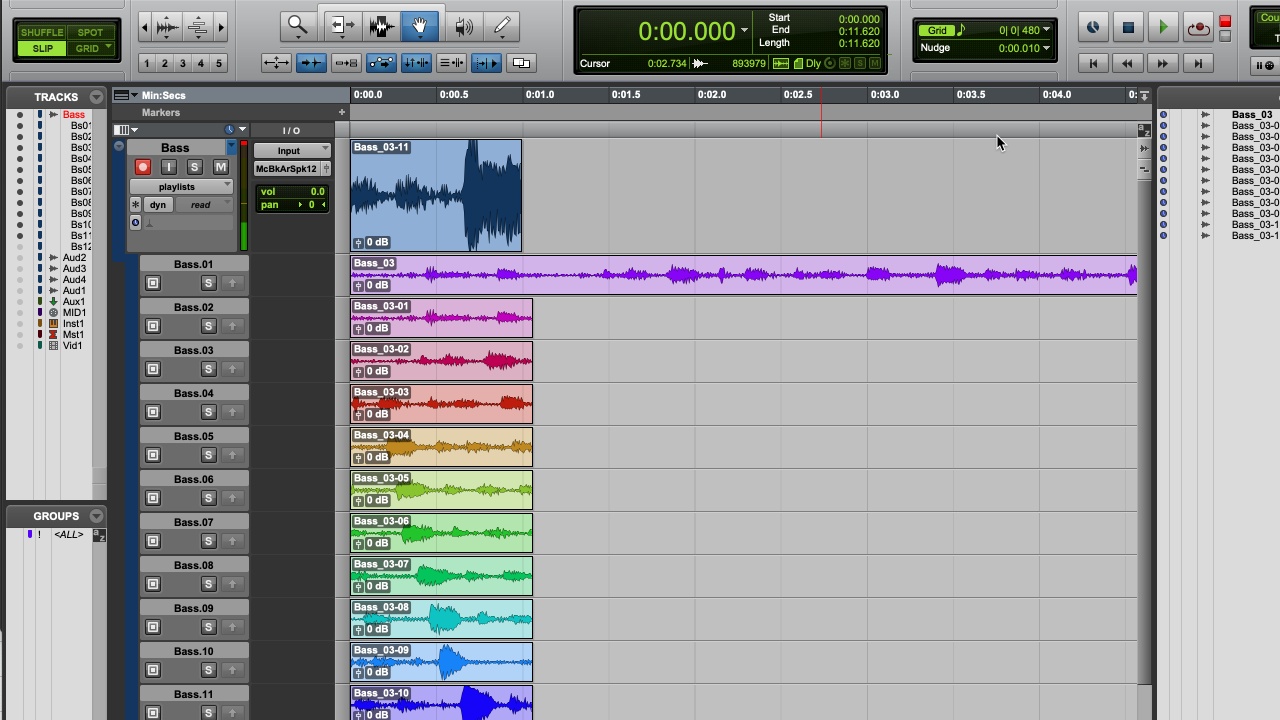 SHUFFLE SPOT
SLIP GRID
1 2 3 4 5
0:00.000
Start 0:00.000
End 0:11.620
Length 0:11.620
Cursor 0:02.734 893979 Dly S M
Grid 0| 0| 480
Nudge 0:00.010
Cou
TRACKS
Bass
Bs01
Bs02
Bs03
Bs04
Bs05
Bs06
Bs07
Bs08
Bs09
Bs10
Bs11
Bs12
Aud2
Aud3
Aud4
Aud1
Aux1
MID1
Inst1
Mst1
Vid1
GROUPS
! <ALL> a z
Min:Secs 0:00.0 0:00.5 0:01.0 0:01.5 0:02.0 0:02.5 0:03.0 0:03.5 0:04.0
Markers +
I / O
a z
Bass
I S M
playlists
* dyn read
Input
McBkArSpk12
vol 0.0
pan 0
Bass_03-11
0 dB
Bass.01
S
Bass_03
0 dB
Bass.02
S
Bass_03-01
0 dB
Bass.03
S
Bass_03-02
0 dB
Bass.04
S
Bass_03-03
0 dB
Bass.05
S
Bass_03-04
0 dB
Bass.06
S
Bass_03-05
0 dB
Bass.07
S
Bass_03-06
0 dB
Bass.08
S
Bass_03-07
0 dB
Bass.09
S
Bass_03-08
0 dB
Bass.10
S
Bass_03-09
0 dB
Bass.11
S
Bass_03-10
0 dB
Bass_03
Bass_03-0
Bass_03-0
Bass_03-0
Bass_03-0
Bass_03-0
Bass_03-0
Bass_03-0
Bass_03-0
Bass_03-0
Bass_03-1
Bass_03-1